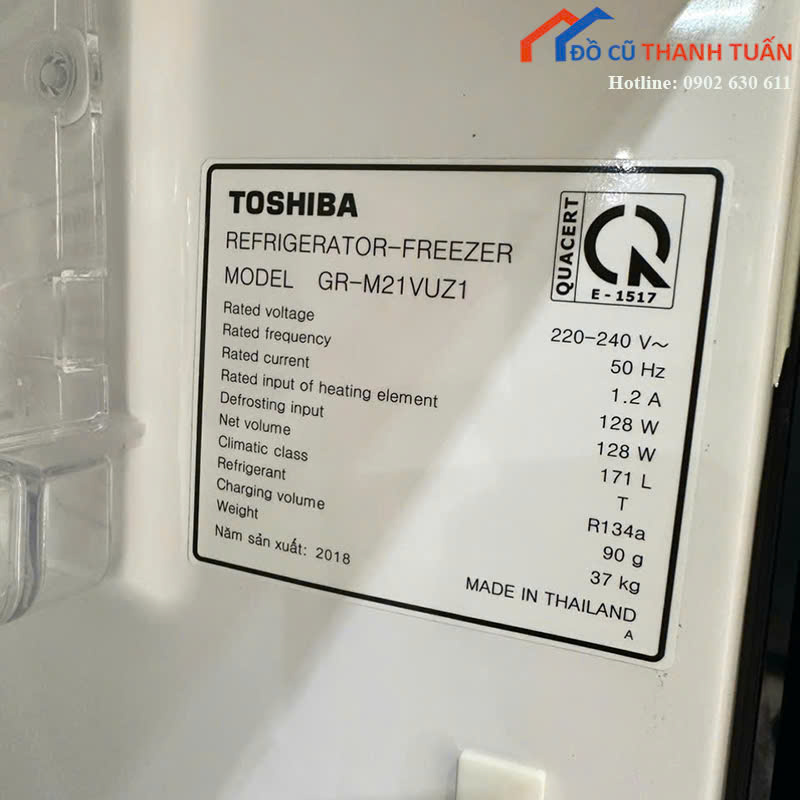 ĐỒ CŨ THANH TUẤN
Hotline: 0902 630 611
TOSHIBA
REFRIGERATOR-FREEZER
MODEL GR-M21VUZ1
QUACERT
E - 1517
Rated voltage 220-240 V~
Rated frequency 50 Hz
Rated current 1.2 A
Rated input of heating element 128 W
Defrosting input 128 W
Net volume 171 L
Climatic class T
Refrigerant R134a
Charging volume 90 g
Weight 37 kg
Năm sản xuất: 2018
MADE IN THAILAND
A